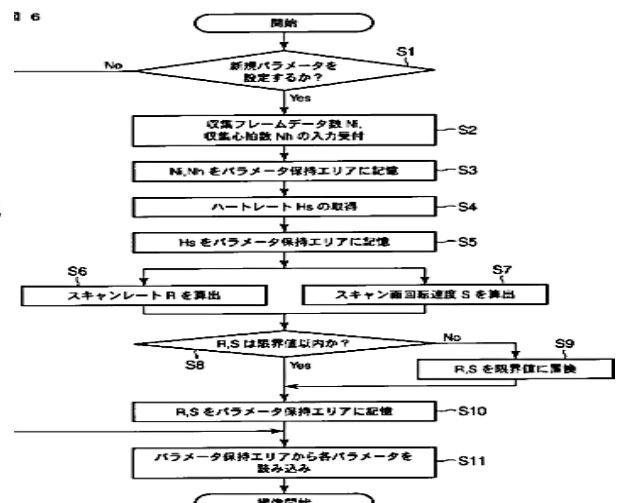 図 6
開始
S1
新規パラメータを
設定するか?
No
Yes
収集フレームデータ数 Ni,
収集心拍数 Nh の入力受付
S2
Ni,Nh をパラメータ保持エリアに記憶
S3
ハートレート Hs の取得
S4
Hs をパラメータ保持エリアに記憶
S5
S6
スキャンレート R を算出
S7
スキャン面回転速度 S を算出
R,S は限界値以内か?
S8
No
Yes
S9
R,S を限界値に置換
R,S をパラメータ保持エリアに記憶
S10
パラメータ保持エリアから各パラメータを
読み込み
S11